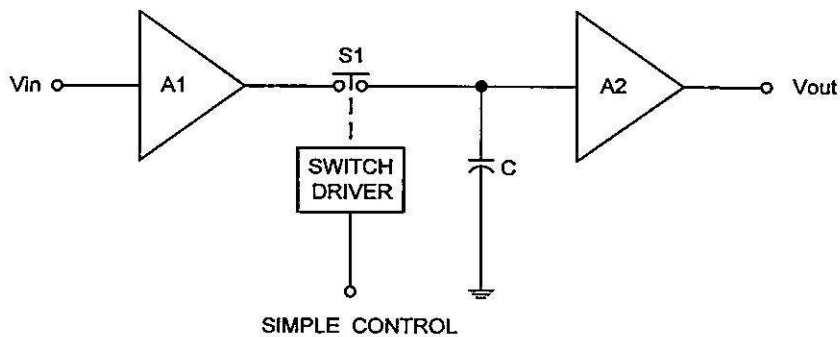 S1
Vin
A1
A2
Vout
SWITCH
DRIVER
C
SIMPLE CONTROL